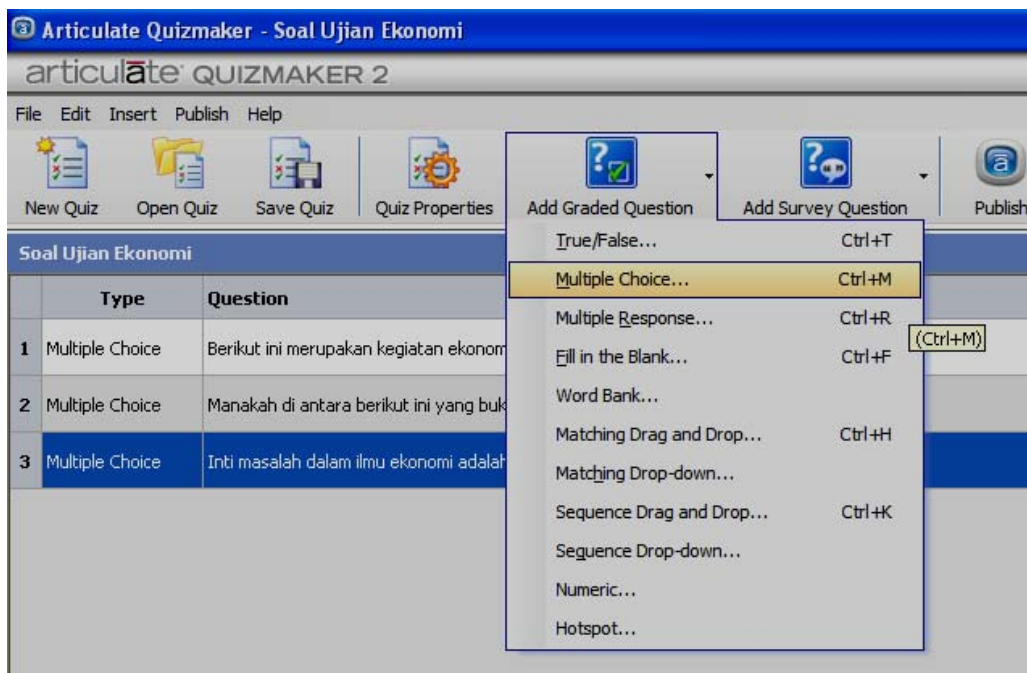 Articulate Quizmaker - Soal Ujian Ekonomi
articulate QUIZMAKER 2
File Edit Insert Publish Help
New Quiz Open Quiz Save Quiz Quiz Properties Add Graded Question Add Survey Question Publish
Soal Ujian Ekonomi
Type Question
1 Multiple Choice Berikut ini merupakan kegiatan ekonom
2 Multiple Choice Manakah di antara berikut ini yang buk
3 Multiple Choice Inti masalah dalam ilmu ekonomi adalah
True/False... Ctrl+T
Multiple Choice... Ctrl+M
Multiple Response... Ctrl+R
(Ctrl+M)
Fill in the Blank... Ctrl+F
Word Bank...
Matching Drag and Drop... Ctrl+H
Matching Drop-down...
Sequence Drag and Drop... Ctrl+K
Sequence Drop-down...
Numeric...
Hotspot...